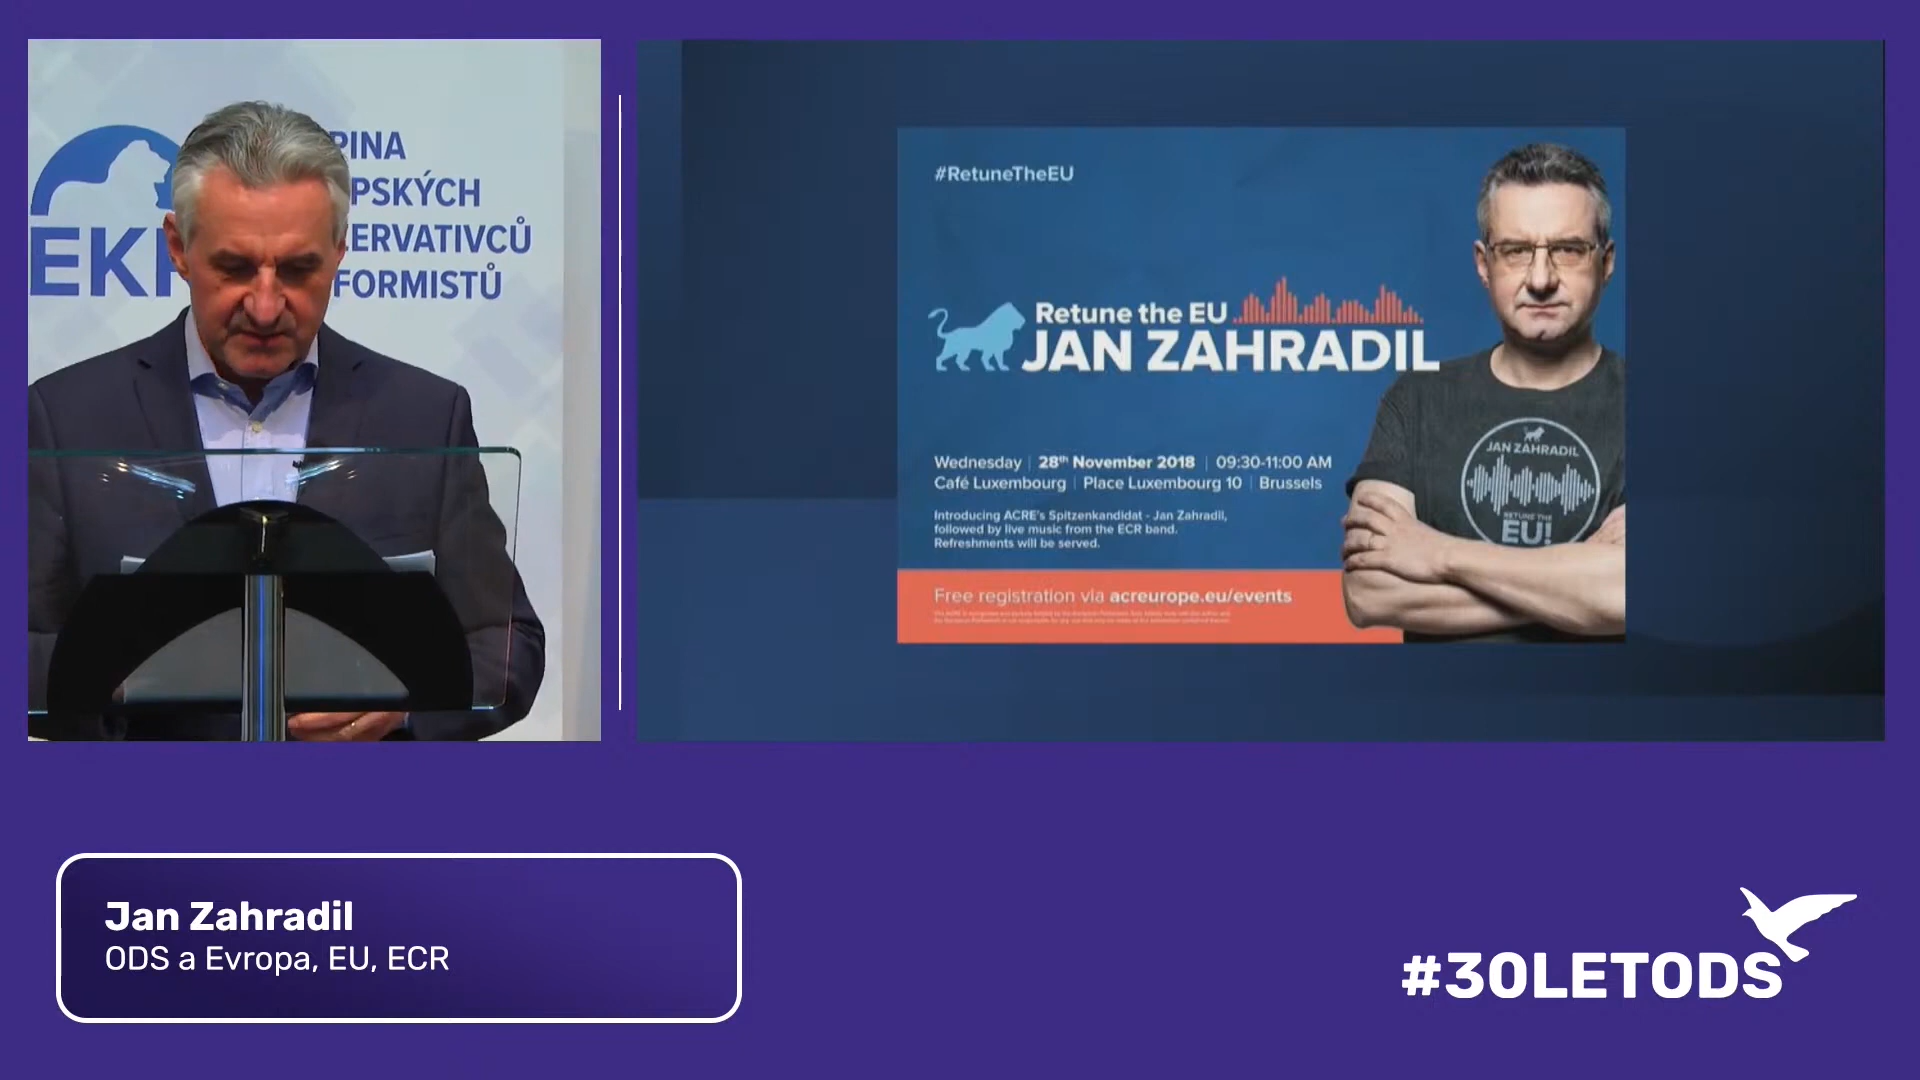 PINA
PSKÝCH
ERVATIVCŮ
EK
FORMISTŮ
#RetuneTheEU
Retune the EU
JAN ZAHRADIL
Wednesday | 28th November 2018 | 09:30-11:00 AM
Café Luxembourg | Place Luxembourg 10 | Brussels
Introducing ACRE's Spitzenkandidat - Jan Zahradil,
followed by live music from the ECR band.
Refreshments will be served.
Free registration via acreurope.eu/events
JAN ZAHRADIL
RETUNE THE
EU!
Jan Zahradil
ODS a Evropa, EU, ECR
#30LETODS